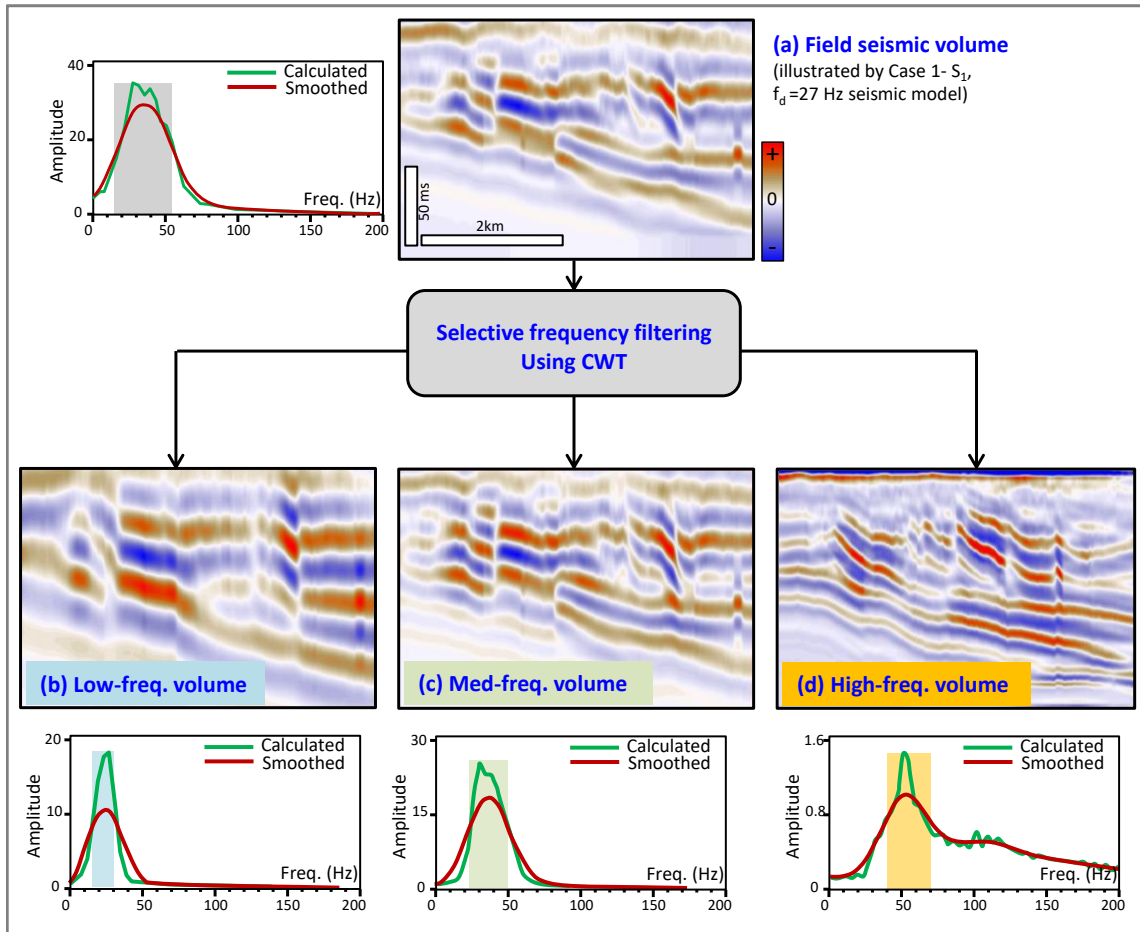 (a) Field seismic volume
(illustrated by Case 1- S1,
fd =27 Hz seismic model)
40
20
0
Amplitude
Calculated
Smoothed
Freq. (Hz)
0 50 100 150 200
50 ms
2km
+
0
-
Selective frequency filtering
Using CWT
(b) Low-freq. volume
(c) Med-freq. volume
(d) High-freq. volume
20
10
0
Amplitude
Calculated
Smoothed
Freq. (Hz)
0 50 100 150 200
30
15
0
Amplitude
Calculated
Smoothed
Freq. (Hz)
0 50 100 150 200
1.6
0.8
0
Amplitude
Calculated
Smoothed
Freq. (Hz)
0 50 100 150 200